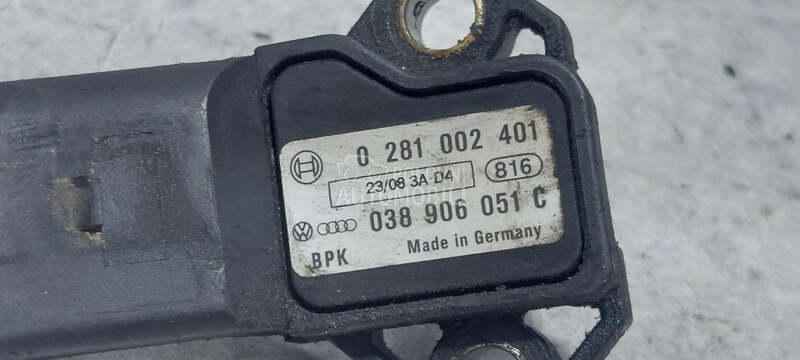 0 281 002 401
23/08 3A-D4 816
038 906 051 C
BPK Made in Germany